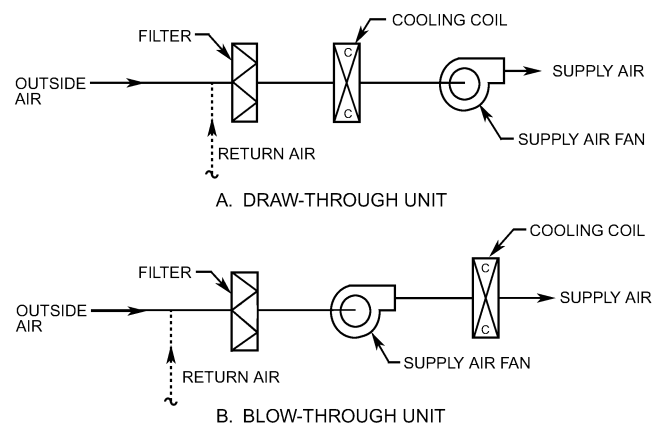 COOLING COIL
FILTER
C
OUTSIDE
AIR
SUPPLY AIR
C
SUPPLY AIR FAN
RETURN AIR
A. DRAW-THROUGH UNIT
COOLING COIL
FILTER
C
OUTSIDE
AIR
SUPPLY AIR
C
SUPPLY AIR FAN
RETURN AIR
B. BLOW-THROUGH UNIT